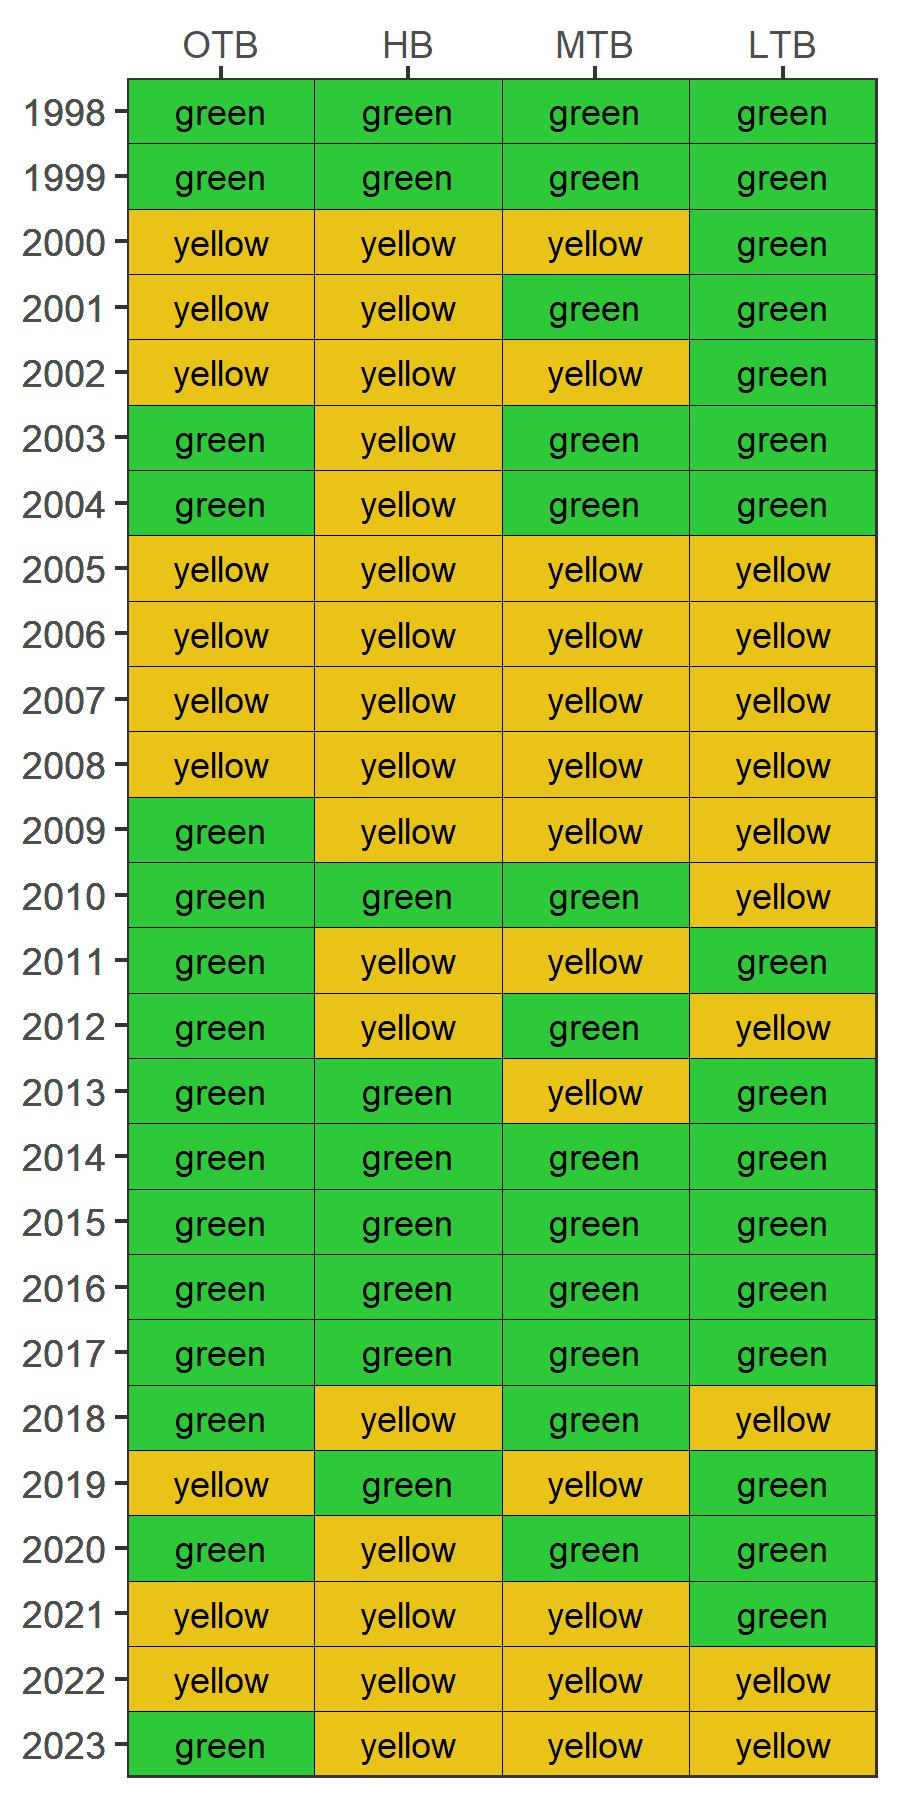 OTB HB MTB LTB
1998 green green green green
1999 green green green green
2000 yellow yellow yellow green
2001 yellow yellow green green
2002 yellow yellow yellow green
2003 green yellow green green
2004 green yellow green green
2005 yellow yellow yellow yellow
2006 yellow yellow yellow yellow
2007 yellow yellow yellow yellow
2008 yellow yellow yellow yellow
2009 green yellow yellow yellow
2010 green green green yellow
2011 green yellow yellow green
2012 green yellow green yellow
2013 green green yellow green
2014 green green green green
2015 green green green green
2016 green green green green
2017 green green green green
2018 green yellow green yellow
2019 yellow green yellow green
2020 green yellow green green
2021 yellow yellow yellow green
2022 yellow yellow yellow yellow
2023 green yellow yellow yellow